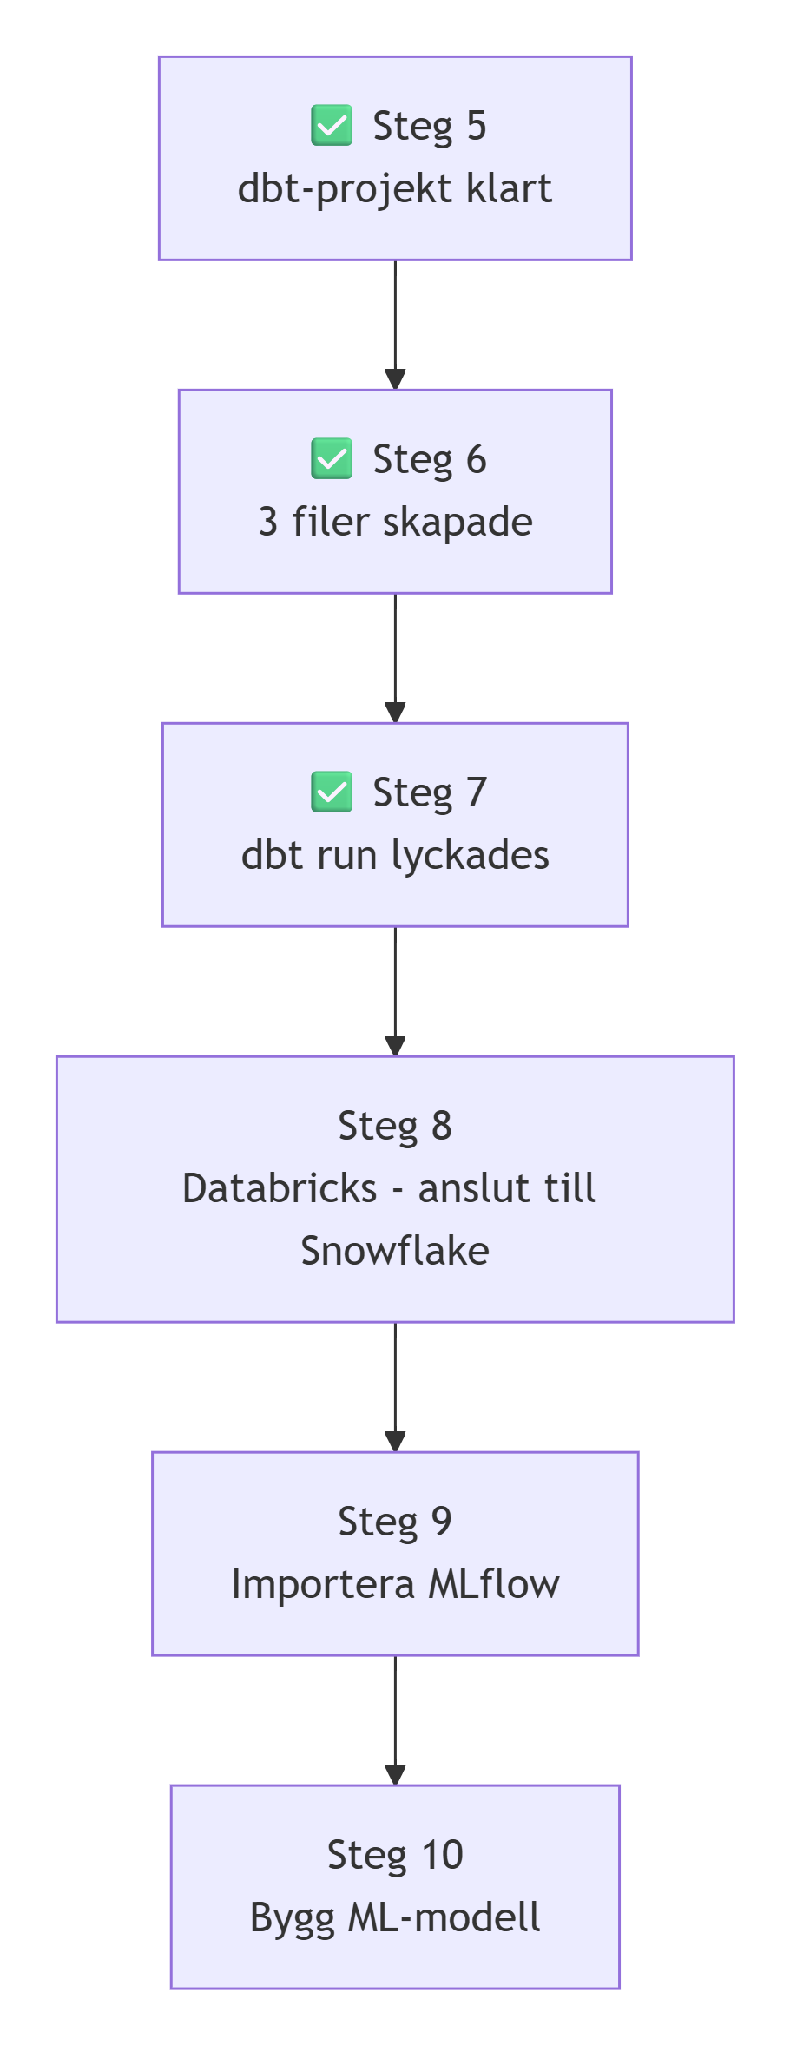 ✅ Steg 5
dbt-projekt klart
✅ Steg 6
3 filer skapade
✅ Steg 7
dbt run lyckades
Steg 8
Databricks - anslut till
Snowflake
Steg 9
Importera MLflow
Steg 10
Bygg ML-modell